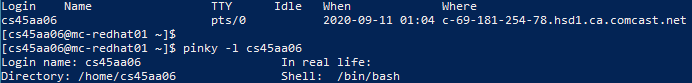 Login    Name                 TTY      Idle   When             Where
cs45aa06                      pts/0           2020-09-11 01:04 c-69-181-254-78.hsd1.ca.comcast.net
[cs45aa06@mc-redhat01 ~]$
[cs45aa06@mc-redhat01 ~]$ pinky -l cs45aa06
Login name: cs45aa06                    In real life:
Directory: /home/cs45aa06               Shell:  /bin/bash